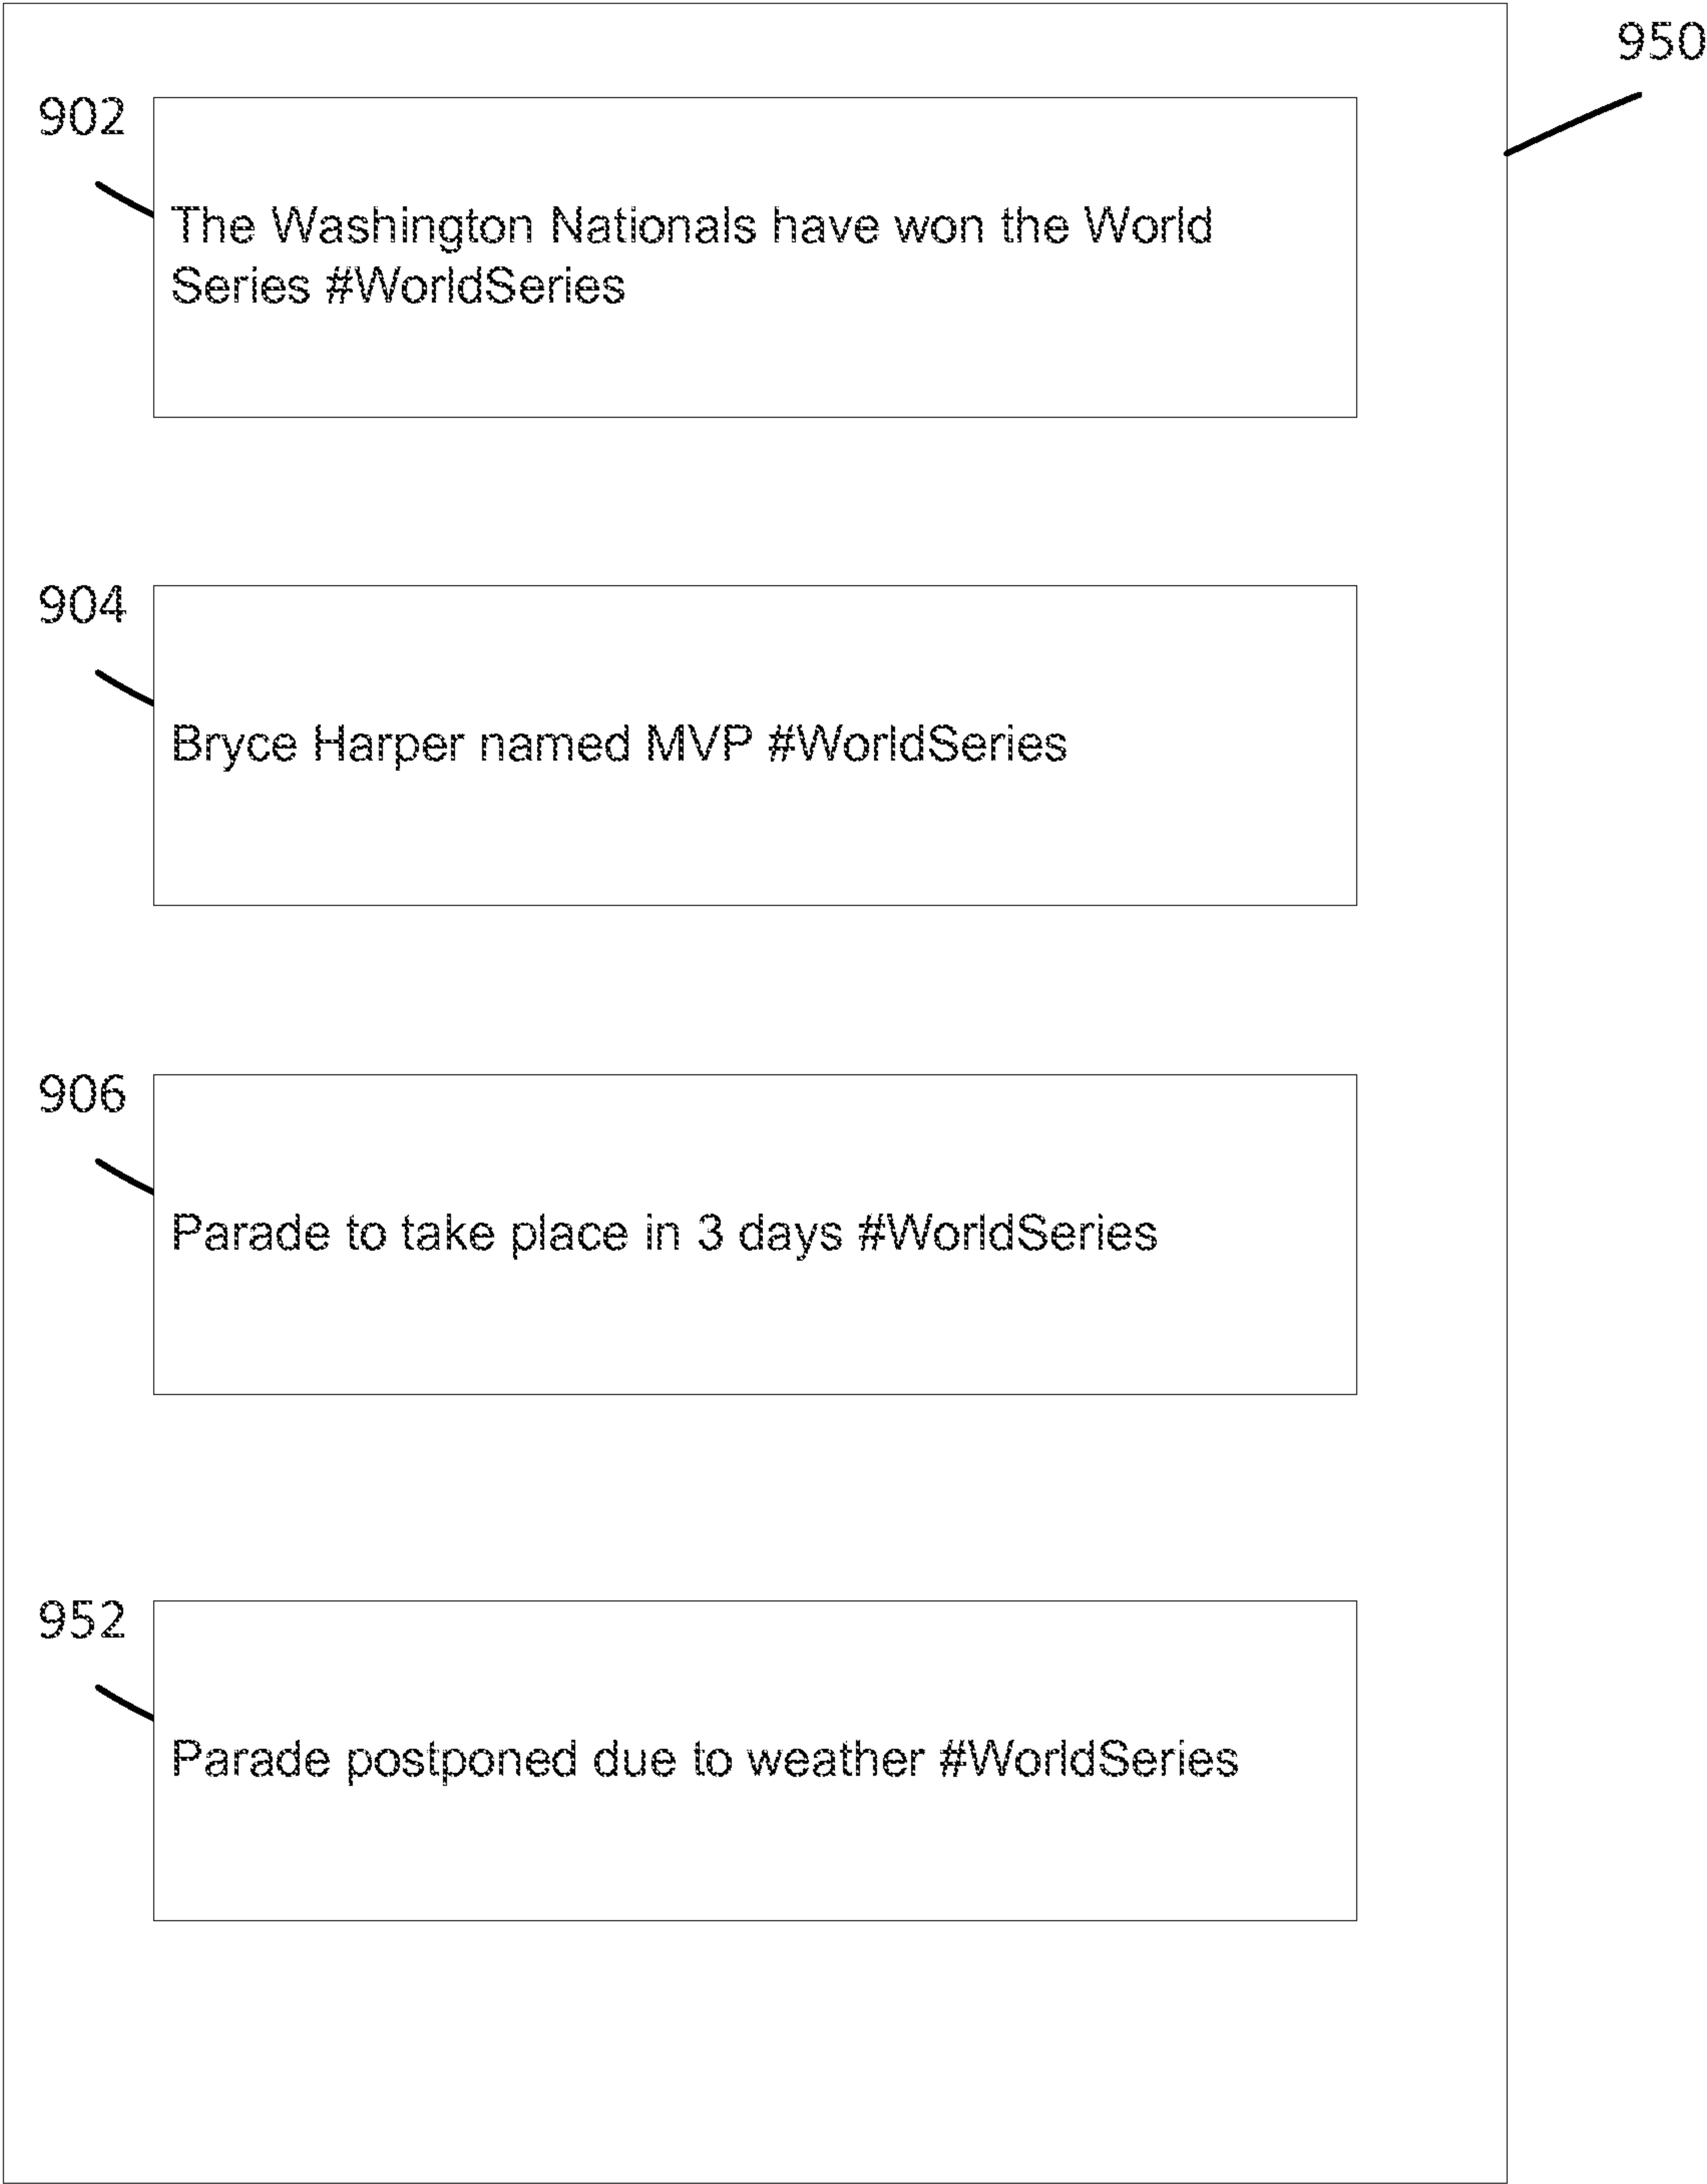 950
902
The Washington Nationals have won the World
Series #WorldSeries
904
Bryce Harper named MVP #WorldSeries
906
Parade to take place in 3 days #WorldSeries
952
Parade postponed due to weather #WorldSeries